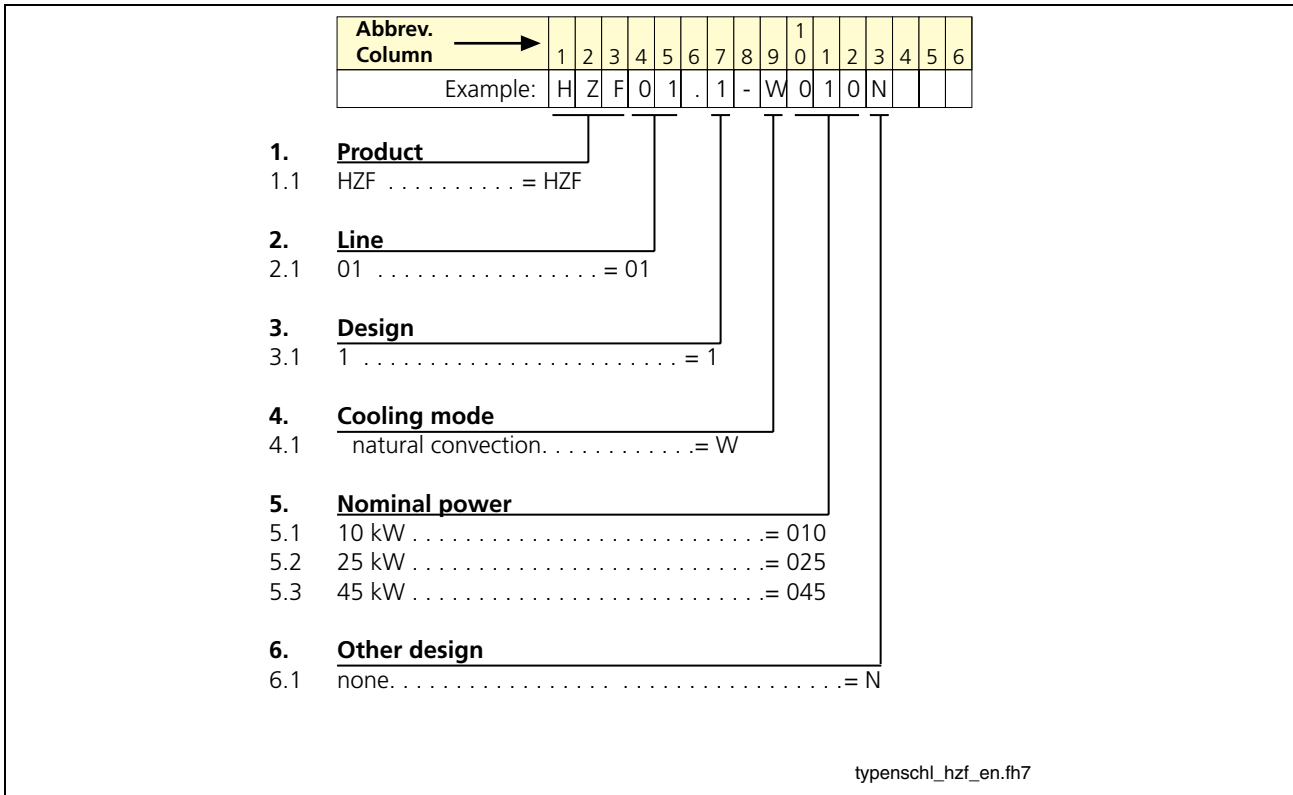 Abbrev.
Column 1 2 3 4 5 6 7 8 9 10 1 2 3 4 5 6
Example: H Z F 0 1 . 1 - W 0 1 0 N
1. Product
1.1 HZF . . . . . . . . . . = HZF
2. Line
2.1 01 . . . . . . . . . . . . . . . . . = 01
3. Design
3.1 1 . . . . . . . . . . . . . . . . . . . . . . . . = 1
4. Cooling mode
4.1 natural convection. . . . . . . . . . . .= W
5. Nominal power
5.1 10 kW . . . . . . . . . . . . . . . . . . . . . . . . . . .= 010
5.2 25 kW . . . . . . . . . . . . . . . . . . . . . . . . . . .= 025
5.3 45 kW . . . . . . . . . . . . . . . . . . . . . . . . . . .= 045
6. Other design
6.1 none. . . . . . . . . . . . . . . . . . . . . . . . . . . . . . . . . .= N
typenschl_hzf_en.fh7